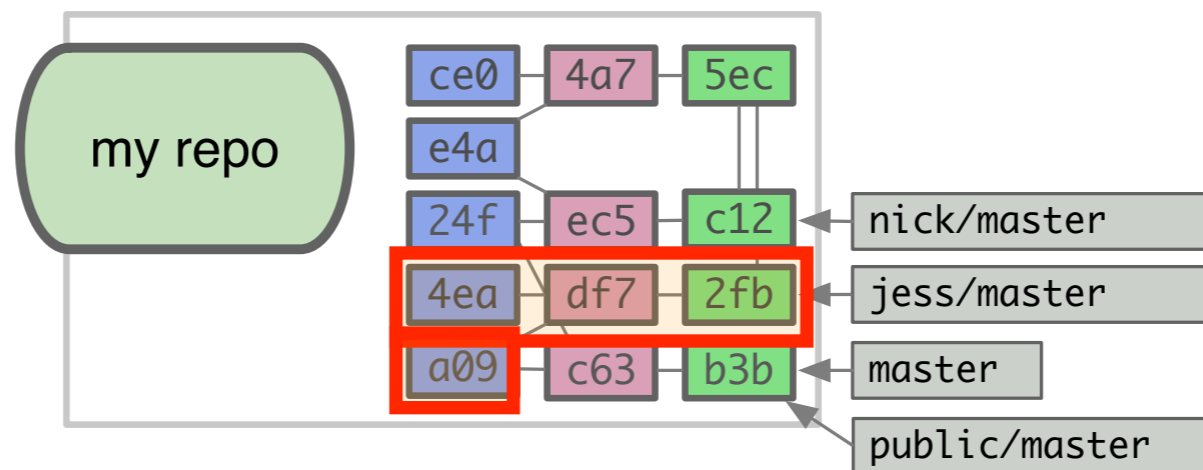 ce0 4a7 5ec
my repo
e4a
24f ec5 c12 nick/master
4ea df7 2fb jess/master
a09 c63 b3b master
public/master